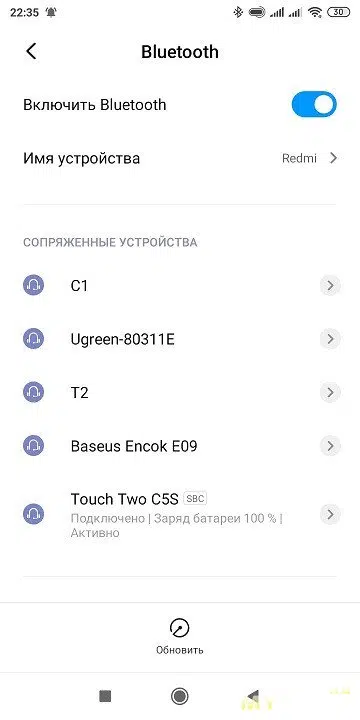 22:35
30
Bluetooth
Включить Bluetooth
Имя устройства
Redmi
СОПРЯЖЕННЫЕ УСТРОЙСТВА
C1
Ugreen-80311E
T2
Baseus Encok E09
Touch Two C5S SBC
Подключено | Заряд батареи 100 % |
Активно
Обновить